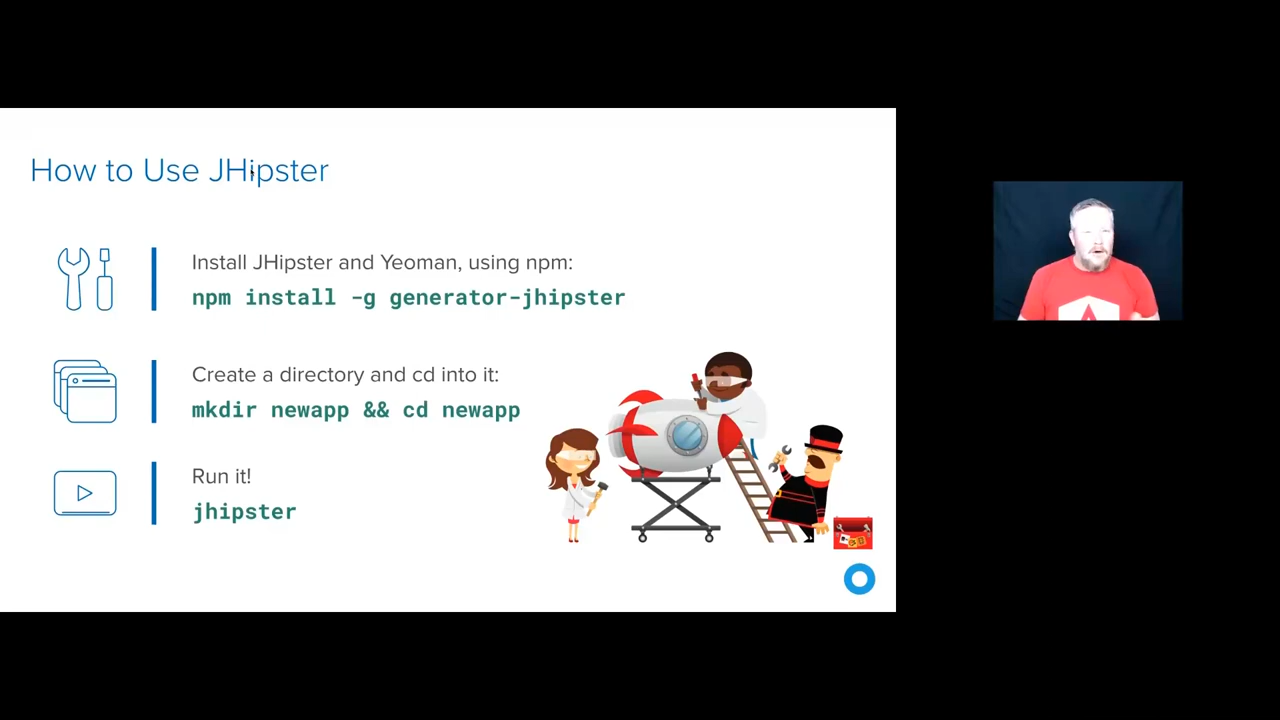 How to Use JHipster
Install JHipster and Yeoman, using npm:
npm install -g generator-jhipster
Create a directory and cd into it:
mkdir newapp && cd newapp
Run it!
jhipster